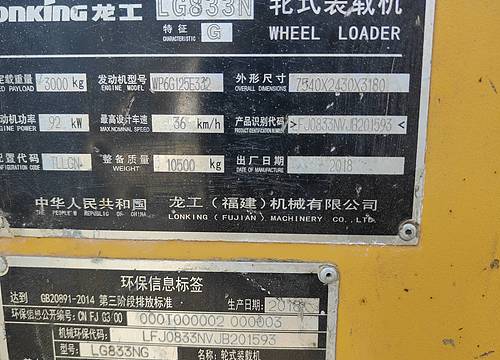 LONKING 龙工 LG833N 轮式装载机
特征 G WHEEL LOADER
CHARACTERISTIC
定载重量 3000 kg 发动机型号 WP6G125E332 外形尺寸 7540X2430X3180
PAYLOAD ENGINE MODEL OVERALL DIMENSIONS
动机功率 92 kW 最高设计车速 36 km/h 产品识别代码 >FJ0833NVJB201593<
ENGINE POWER MAX.NOMINAL SPEED PRODUCT IDENTIFICATION NUMBER
配置代码 TLLGN 整备质量 10500 kg 出厂日期 2018
CONFIGURATION CODE WEIGHT DATE OF MANUFACTURE
中华人民共和国 龙工（福建）机械有限公司
THE PEOPLE'S REPUBLIC OF CHINA LONKING (FUJIAN) MACHINERY CO., LTD.
环保信息标签
达到 GB20891-2014 第三阶段排放标准 生产日期: 2018
环保信息公开编号: CN FJ G3 00 0001000002 000003
机械环保代码: LFJ0833NVJB201593
型号: LG833NG 名称: 轮式装载机